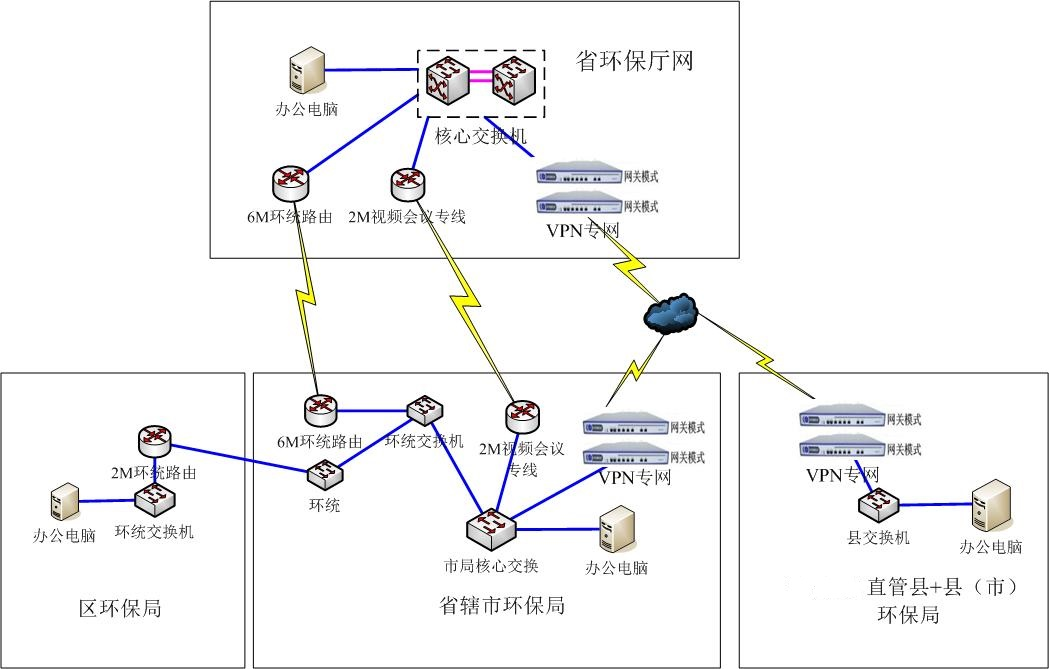 省环保厅网
办公电脑
核心交换机
网关模式
网关模式
6M环统路由
2M视频会议专线
VPN专网
6M环统路由
环统交换机
2M视频会议
专线
网关模式
网关模式
VPN专网
网关模式
网关模式
VPN专网
2M环统路由
环统
办公电脑
环统交换机
县交换机
办公电脑
市局核心交换
办公电脑
区环保局
省辖市环保局
直管县+县（市）
环保局